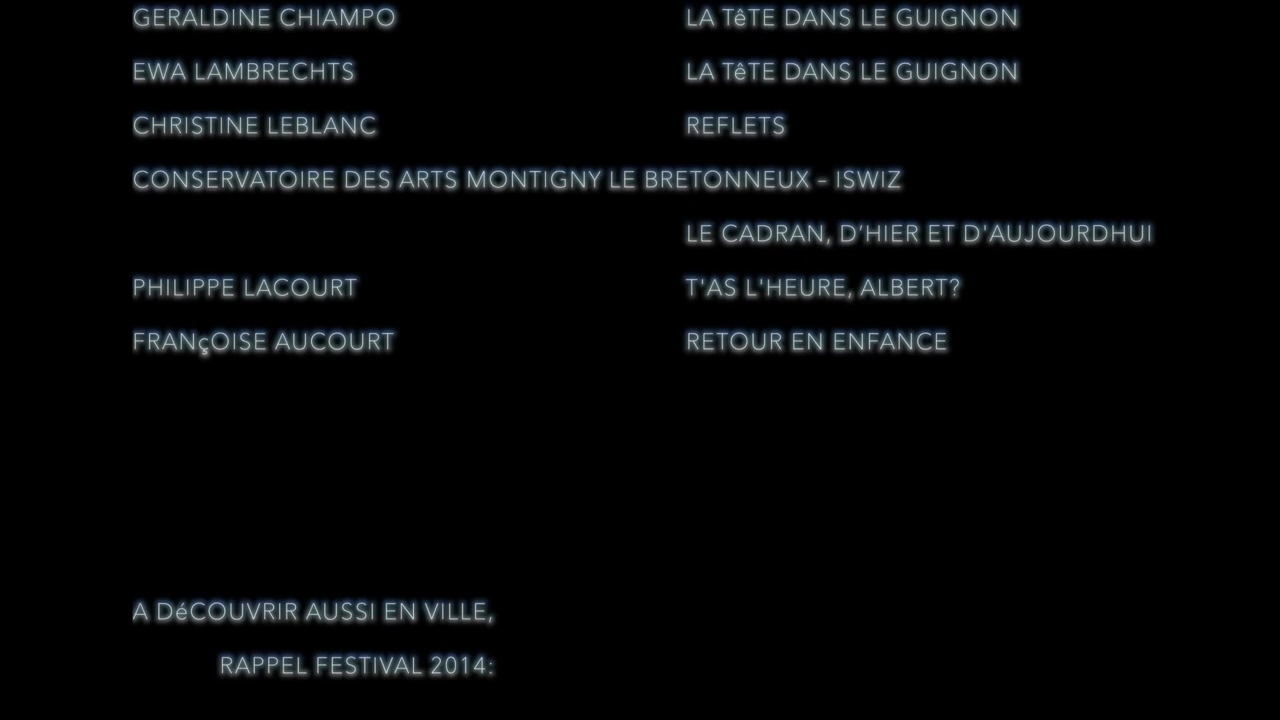 GERALDINE CHIAMPO LA TêTE DANS LE GUIGNON
EWA LAMBRECHTS LA TêTE DANS LE GUIGNON
CHRISTINE LEBLANC REFLETS
CONSERVATOIRE DES ARTS MONTIGNY LE BRETONNEUX – ISWIZ
LE CADRAN, D’HIER ET D'AUJOURDHUI
PHILIPPE LACOURT T'AS L'HEURE, ALBERT?
FRANçOISE AUCOURT RETOUR EN ENFANCE
A DéCOUVRIR AUSSI EN VILLE,
RAPPEL FESTIVAL 2014: